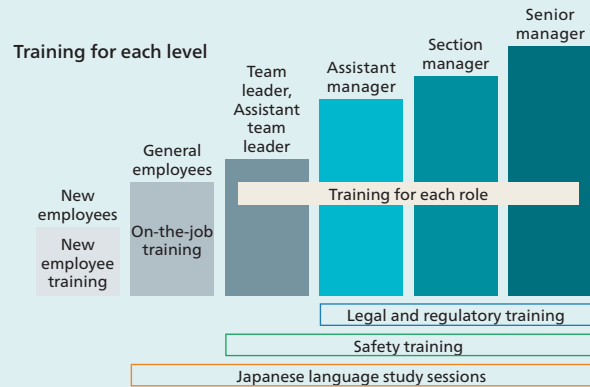 Training for each level
Senior
manager
Section
manager
Assistant
manager
Team
leader,
Assistant
team
leader
General
employees
New
employees
Training for each role
On-the-job
training
New
employee
training
Legal and regulatory training
Safety training
Japanese language study sessions